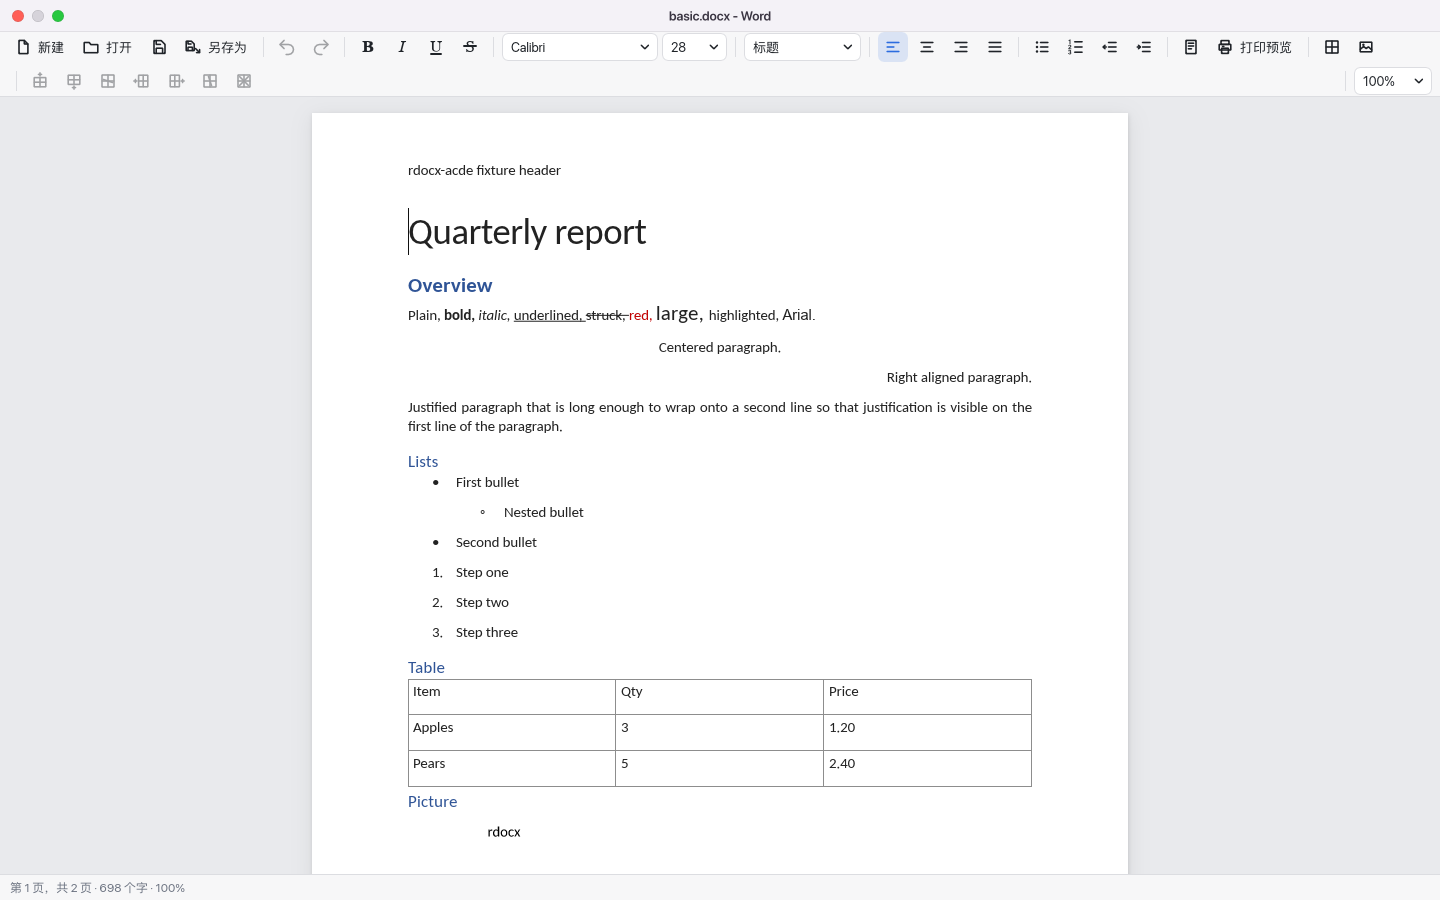 basic.docx - Word
新建 打开 另存为 B I U S Calibri 28 标题 打印预览
100%
rdocx-acde fixture header
Quarterly report
Overview
Plain, bold, italic, underlined, struck, red, large, highlighted, Arial.
Centered paragraph.
Right aligned paragraph.
Justified paragraph that is long enough to wrap onto a second line so that justification is visible on the
first line of the paragraph.
Lists
• First bullet
◦ Nested bullet
• Second bullet
1. Step one
2. Step two
3. Step three
Table
Item Qty Price
Apples 3 1.20
Pears 5 2.40
Picture
rdocx
第 1 页，共 2 页 · 698 个字 · 100%